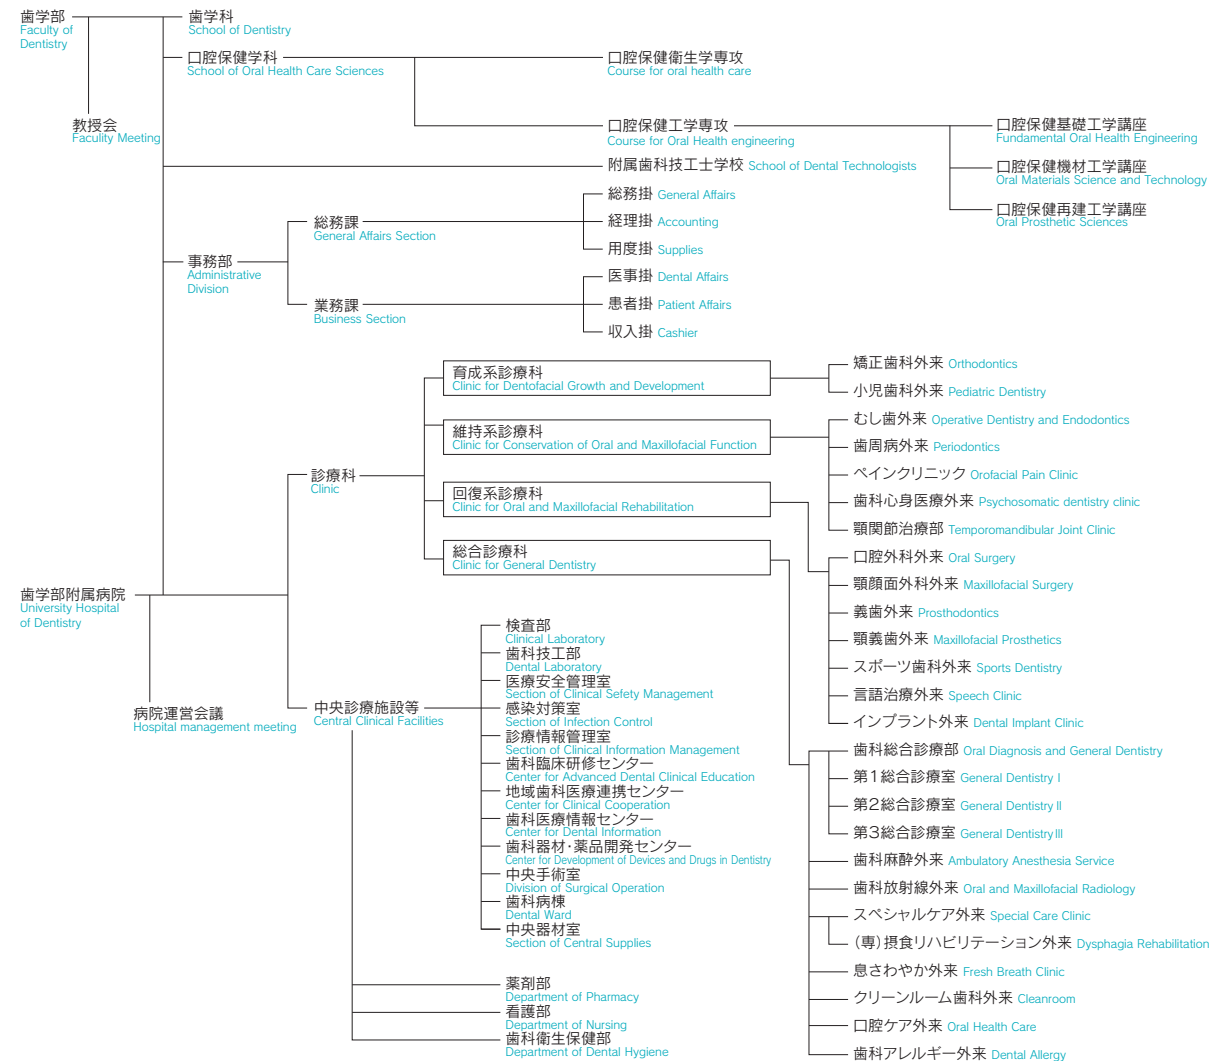 歯学部
Faculty of
Dentistry
教授会
Faculity Meeting
歯学科
School of Dentistry
口腔保健学科
School of Oral Health Care Sciences
口腔保健衛生学専攻
Course for oral health care
口腔保健工学専攻
Course for Oral Health engineering
口腔保健基礎工学講座
Fundamental Oral Health Engineering
口腔保健機材工学講座
Oral Materials Science and Technology
口腔保健再建工学講座
Oral Prosthetic Sciences
附属歯科技工士学校 School of Dental Technologists
事務部
Administrative
Division
総務課
General Affairs Section
総務掛 General Affairs
経理掛 Accounting
用度掛 Supplies
業務課
Business Section
医事掛 Dental Affairs
患者掛 Patient Affairs
収入掛 Cashier
歯学部附属病院
University Hospital
of Dentistry
病院運営会議
Hospital management meeting
診療科
Clinic
育成系診療科
Clinic for Dentofacial Growth and Development
矯正歯科外来 Orthodontics
小児歯科外来 Pediatric Dentistry
維持系診療科
Clinic for Conservation of Oral and Maxillofacial Function
むし歯外来 Operative Dentistry and Endodontics
歯周病外来 Periodontics
ペインクリニック Orofacial Pain Clinic
歯科心身医療外来 Psychosomatic dentistry clinic
顎関節治療部 Temporomandibular Joint Clinic
回復系診療科
Clinic for Oral and Maxillofacial Rehabilitation
口腔外科外来 Oral Surgery
顎顔面外科外来 Maxillofacial Surgery
義歯外来 Prosthodontics
顎義歯外来 Maxillofacial Prosthetics
スポーツ歯科外来 Sports Dentistry
言語治療外来 Speech Clinic
インプラント外来 Dental Implant Clinic
総合診療科
Clinic for General Dentistry
歯科総合診療部 Oral Diagnosis and General Dentistry
第1総合診療室 General Dentistry I
第2総合診療室 General Dentistry II
第3総合診療室 General Dentistry III
歯科麻酔外来 Ambulatory Anesthesia Service
歯科放射線外来 Oral and Maxillofacial Radiology
スペシャルケア外来 Special Care Clinic
(専)摂食リハビリテーション外来 Dysphagia Rehabilitation
息さわやか外来 Fresh Breath Clinic
クリーンルーム歯科外来 Cleanroom
口腔ケア外来 Oral Health Care
歯科アレルギー外来 Dental Allergy
中央診療施設等
Central Clinical Facilities
検査部
Clinical Laboratory
歯科技工部
Dental Laboratory
医療安全管理室
Section of Clinical Sefety Management
感染対策室
Section of Infection Control
診療情報管理室
Section of Clinical Information Management
歯科臨床研修センター
Center for Advanced Dental Clinical Education
地域歯科医療連携センター
Center for Clinical Cooperation
歯科医療情報センター
Center for Dental Information
歯科器材・薬品開発センター
Center for Development of Devices and Drugs in Dentistry
中央手術室
Division of Surgical Operation
歯科病棟
Dental Ward
中央器材室
Section of Central Supplies
薬剤部
Department of Pharmacy
看護部
Department of Nursing
歯科衛生保健部
Department of Dental Hygiene